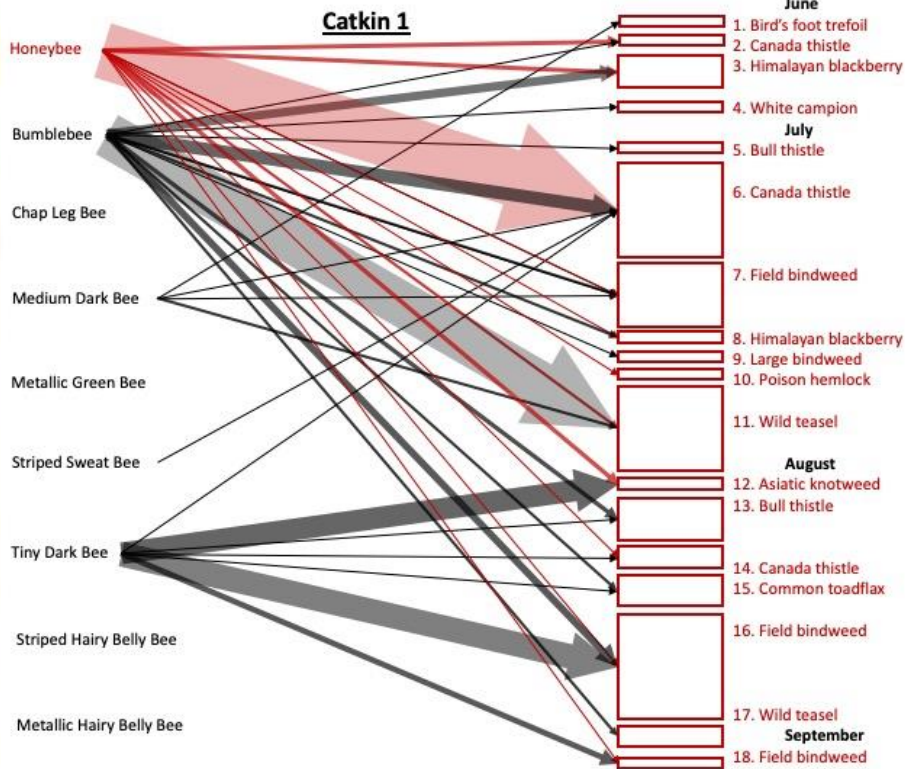 Catkin 1
Honeybee
Bumblebee
Chap Leg Bee
Medium Dark Bee
Metallic Green Bee
Striped Sweat Bee
Tiny Dark Bee
Striped Hairy Belly Bee
Metallic Hairy Belly Bee
June
1. Bird's foot trefoil
2. Canada thistle
3. Himalayan blackberry
4. White campion
July
5. Bull thistle
6. Canada thistle
7. Field bindweed
8. Himalayan blackberry
9. Large bindweed
10. Poison hemlock
11. Wild teasel
August
12. Asiatic knotweed
13. Bull thistle
14. Canada thistle
15. Common toadflax
16. Field bindweed
17. Wild teasel
September
18. Field bindweed